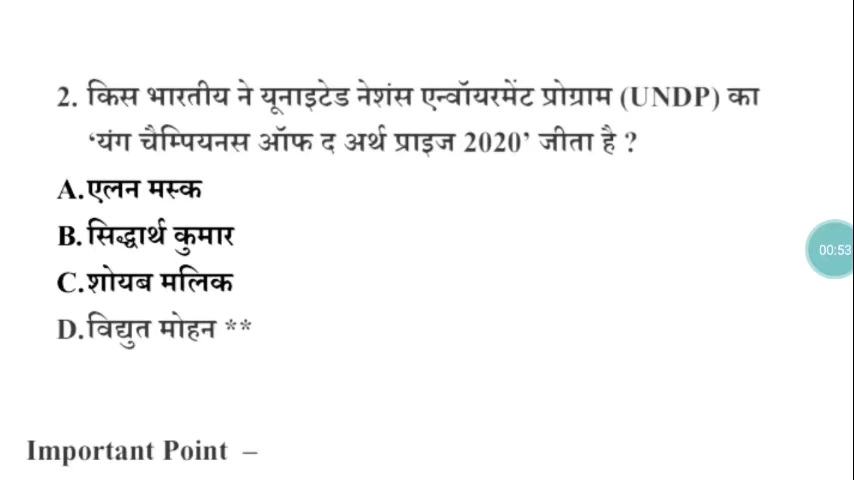 2. किस भारतीय ने यूनाइटेड नेशंस एन्वॉयरमेंट प्रोग्राम (UNDP) का
‘यंग चैम्पियनस ऑफ द अर्थ प्राइज 2020’ जीता है ?
A.एलन मस्क
B. सिद्धार्थ कुमार
C.शोयब मलिक
D.विद्युत मोहन **
00:53
Important Point –